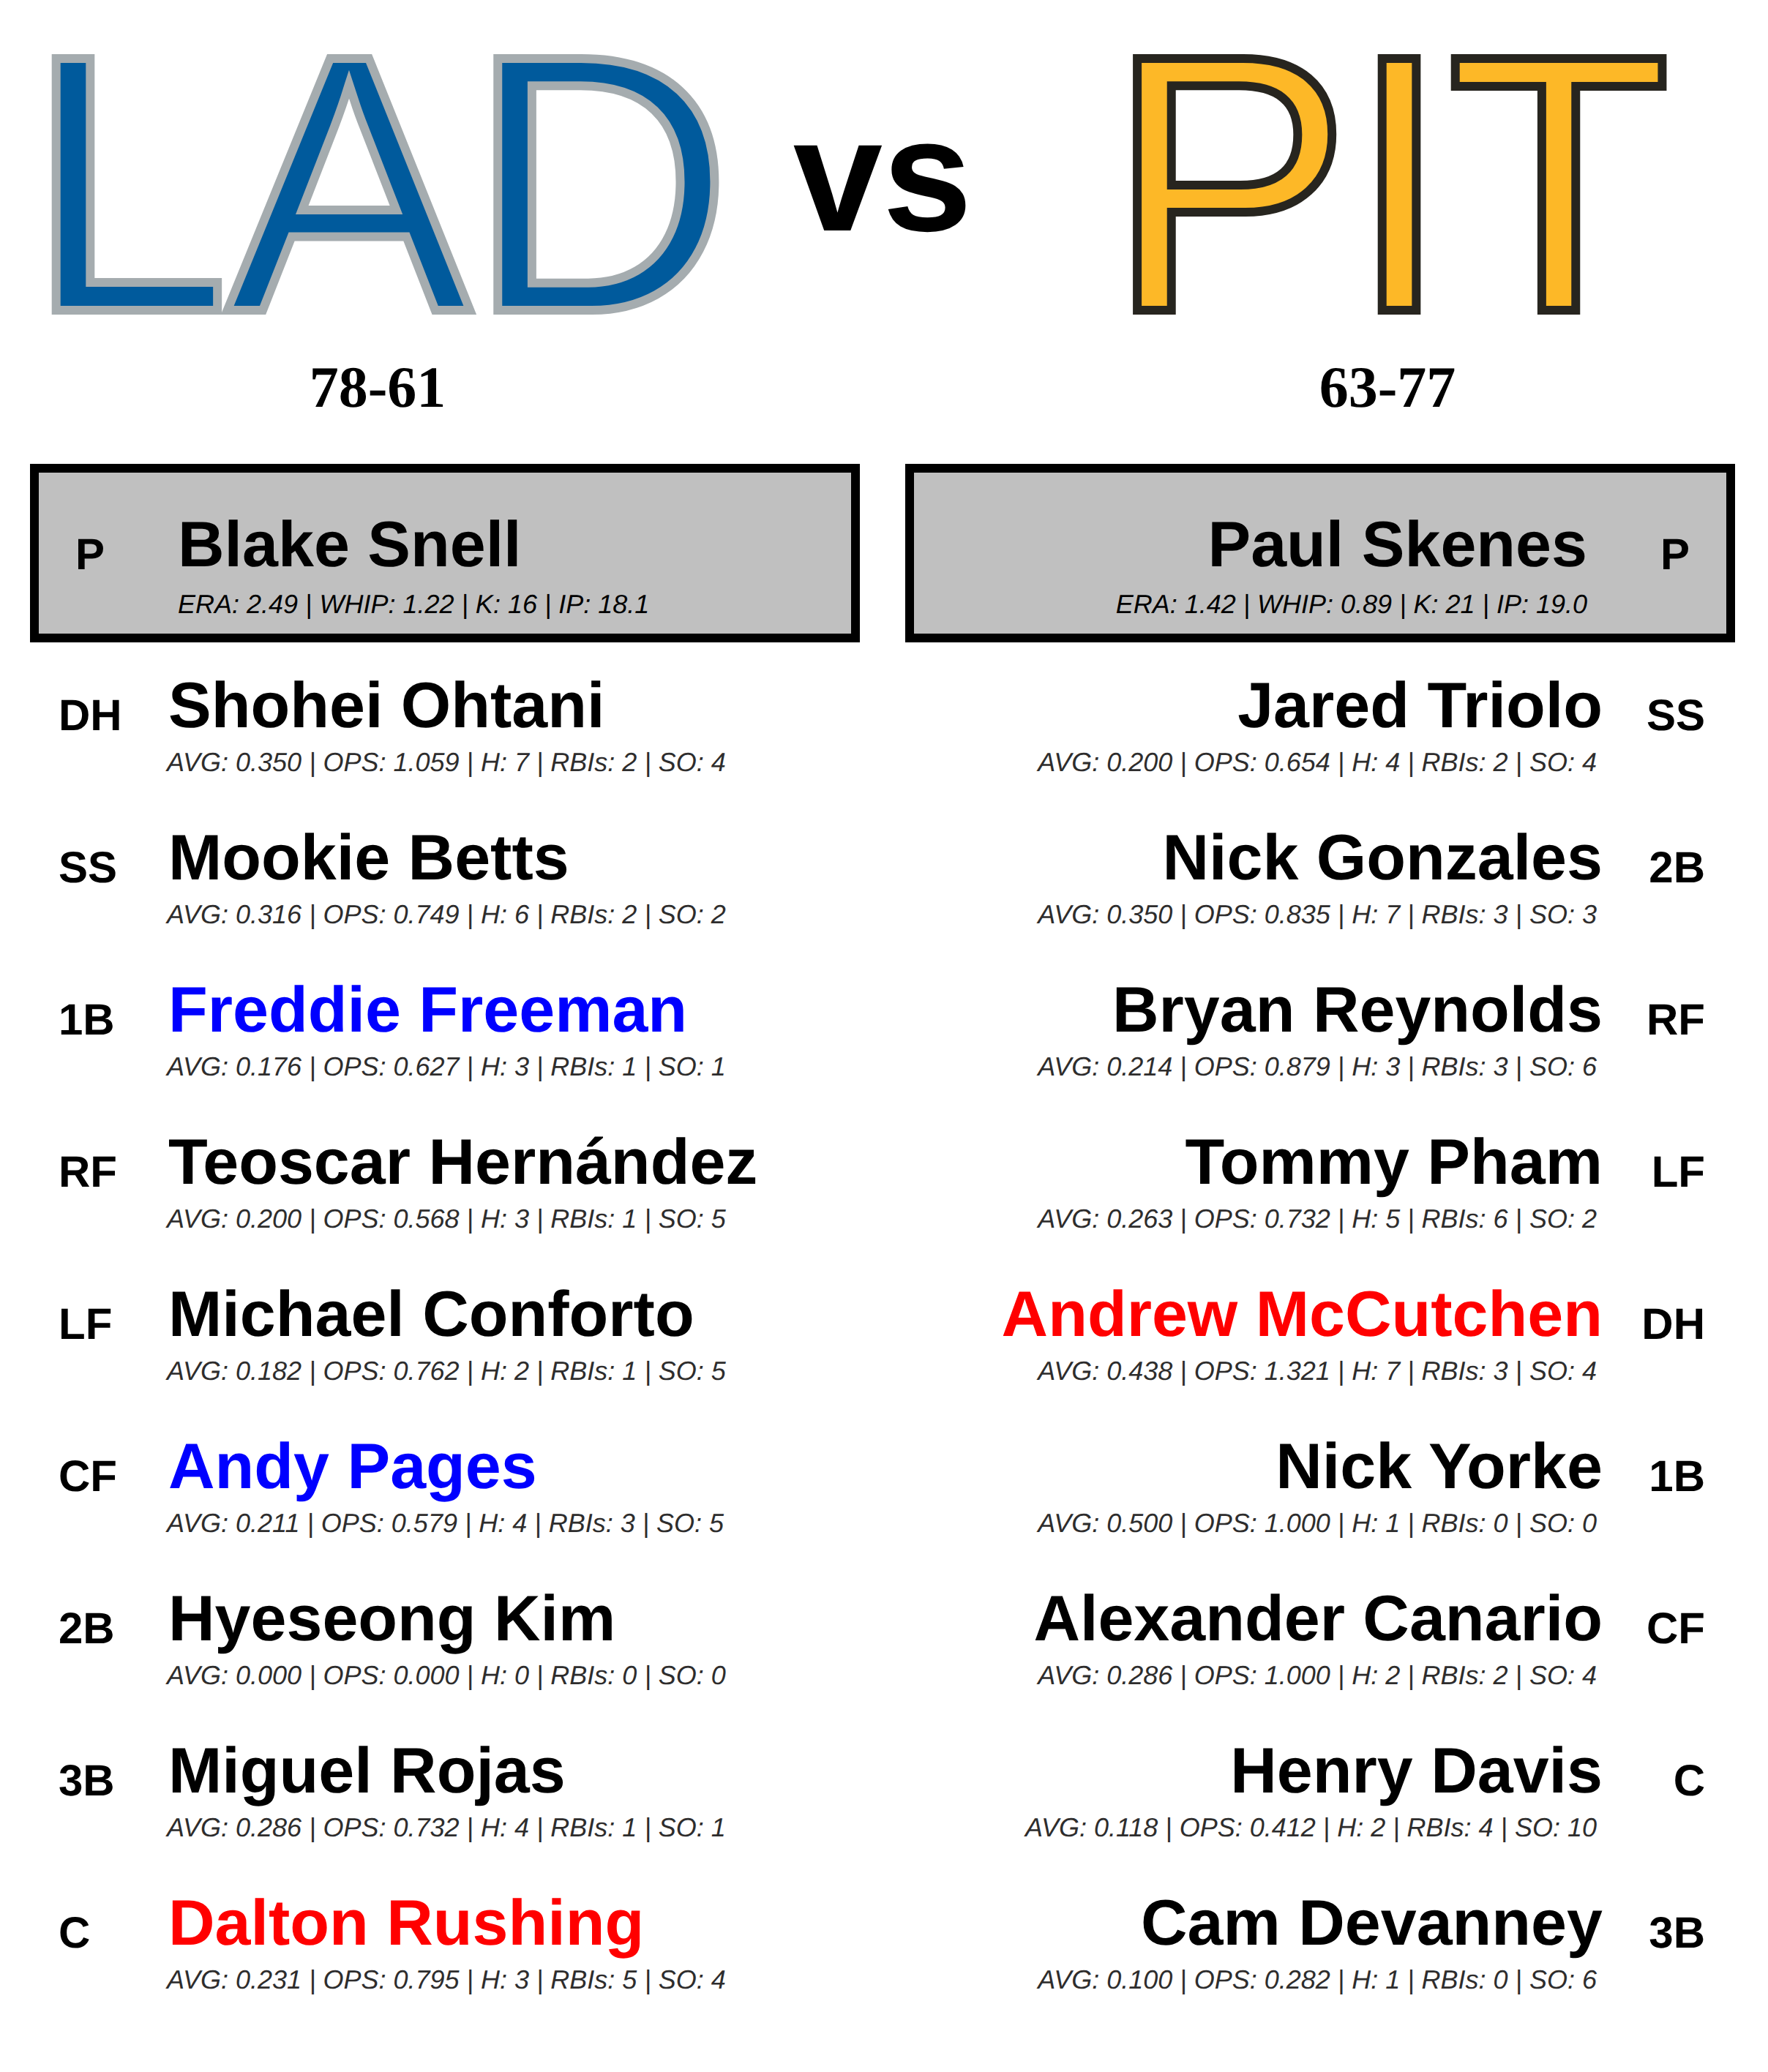 LAD vs PIT
78-61
63-77
P Blake Snell
ERA: 2.49 | WHIP: 1.22 | K: 16 | IP: 18.1
DH Shohei Ohtani
AVG: 0.350 | OPS: 1.059 | H: 7 | RBIs: 2 | SO: 4
SS Mookie Betts
AVG: 0.316 | OPS: 0.749 | H: 6 | RBIs: 2 | SO: 2
1B Freddie Freeman
AVG: 0.176 | OPS: 0.627 | H: 3 | RBIs: 1 | SO: 1
RF Teoscar Hernández
AVG: 0.200 | OPS: 0.568 | H: 3 | RBIs: 1 | SO: 5
LF Michael Conforto
AVG: 0.182 | OPS: 0.762 | H: 2 | RBIs: 1 | SO: 5
CF Andy Pages
AVG: 0.211 | OPS: 0.579 | H: 4 | RBIs: 3 | SO: 5
2B Hyeseong Kim
AVG: 0.000 | OPS: 0.000 | H: 0 | RBIs: 0 | SO: 0
3B Miguel Rojas
AVG: 0.286 | OPS: 0.732 | H: 4 | RBIs: 1 | SO: 1
C Dalton Rushing
AVG: 0.231 | OPS: 0.795 | H: 3 | RBIs: 5 | SO: 4
Paul Skenes P
ERA: 1.42 | WHIP: 0.89 | K: 21 | IP: 19.0
Jared Triolo SS
AVG: 0.200 | OPS: 0.654 | H: 4 | RBIs: 2 | SO: 4
Nick Gonzales 2B
AVG: 0.350 | OPS: 0.835 | H: 7 | RBIs: 3 | SO: 3
Bryan Reynolds RF
AVG: 0.214 | OPS: 0.879 | H: 3 | RBIs: 3 | SO: 6
Tommy Pham LF
AVG: 0.263 | OPS: 0.732 | H: 5 | RBIs: 6 | SO: 2
Andrew McCutchen DH
AVG: 0.438 | OPS: 1.321 | H: 7 | RBIs: 3 | SO: 4
Nick Yorke 1B
AVG: 0.500 | OPS: 1.000 | H: 1 | RBIs: 0 | SO: 0
Alexander Canario CF
AVG: 0.286 | OPS: 1.000 | H: 2 | RBIs: 2 | SO: 4
Henry Davis C
AVG: 0.118 | OPS: 0.412 | H: 2 | RBIs: 4 | SO: 10
Cam Devanney 3B
AVG: 0.100 | OPS: 0.282 | H: 1 | RBIs: 0 | SO: 6